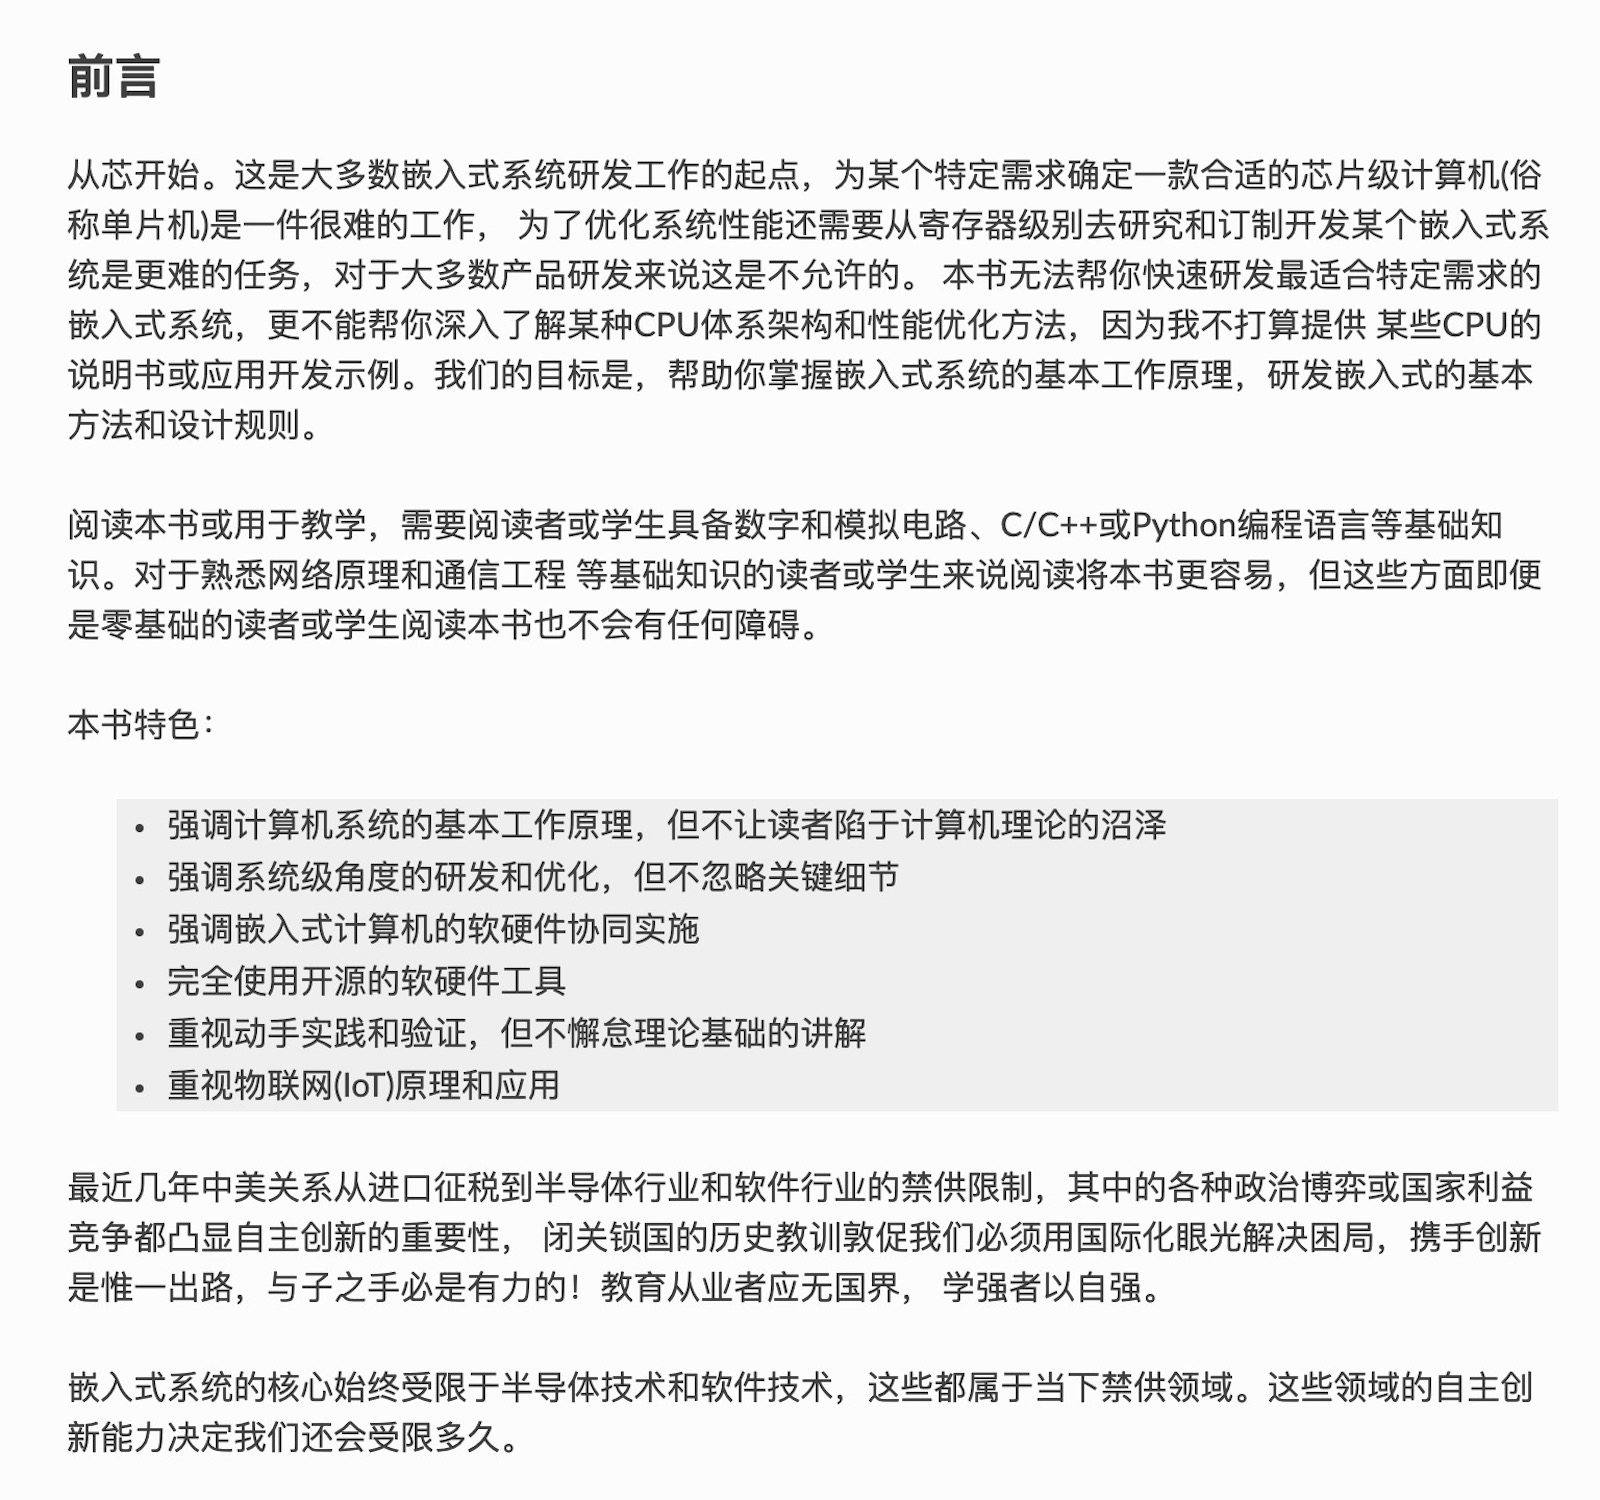 前言
从芯开始。这是大多数嵌入式系统研发工作的起点，为某个特定需求确定一款合适的芯片级计算机(俗
称单片机)是一件很难的工作， 为了优化系统性能还需要从寄存器级别去研究和订制开发某个嵌入式系
统是更难的任务，对于大多数产品研发来说这是不允许的。 本书无法帮你快速研发最适合特定需求的
嵌入式系统，更不能帮你深入了解某种CPU体系架构和性能优化方法，因为我不打算提供 某些CPU的
说明书或应用开发示例。我们的目标是，帮助你掌握嵌入式系统的基本工作原理，研发嵌入式的基本
方法和设计规则。
阅读本书或用于教学，需要阅读者或学生具备数字和模拟电路、C/C++或Python编程语言等基础知
识。对于熟悉网络原理和通信工程 等基础知识的读者或学生来说阅读将本书更容易，但这些方面即便
是零基础的读者或学生阅读本书也不会有任何障碍。
本书特色：
• 强调计算机系统的基本工作原理，但不让读者陷于计算机理论的沼泽
• 强调系统级角度的研发和优化，但不忽略关键细节
• 强调嵌入式计算机的软硬件协同实施
• 完全使用开源的软硬件工具
• 重视动手实践和验证，但不懈怠理论基础的讲解
• 重视物联网(IoT)原理和应用
最近几年中美关系从进口征税到半导体行业和软件行业的禁供限制，其中的各种政治博弈或国家利益
竞争都凸显自主创新的重要性， 闭关锁国的历史教训敦促我们必须用国际化眼光解决困局，携手创新
是惟一出路，与子之手必是有力的！教育从业者应无国界， 学强者以自强。
嵌入式系统的核心始终受限于半导体技术和软件技术，这些都属于当下禁供领域。这些领域的自主创
新能力决定我们还会受限多久。